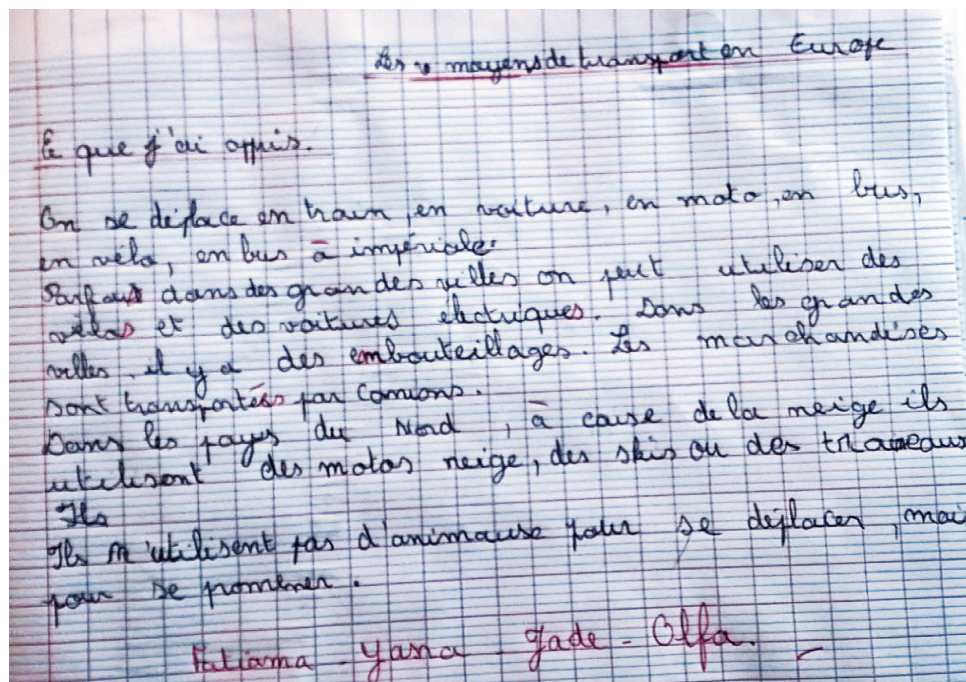 Les moyens de transport en Europe
Ce que j'ai appris.
On se déplace en train, en voiture, en moto, en bus,
en vélo, en bus à impériale.
Parfois dans des grandes villes on peut utiliser des
vélos et des voitures électriques. Dans les grandes
villes, il y a des embouteillages. Les marchandises
sont transportées par camions.
Dans les pays du Nord, à cause de la neige ils
utilisent des motos neige, des skis ou des traineaux
Ils
Ils n'utilisent pas d'animause pour se déplacer, mai
pour se promener.
Fatiama - Yana - Jade - Olfa.